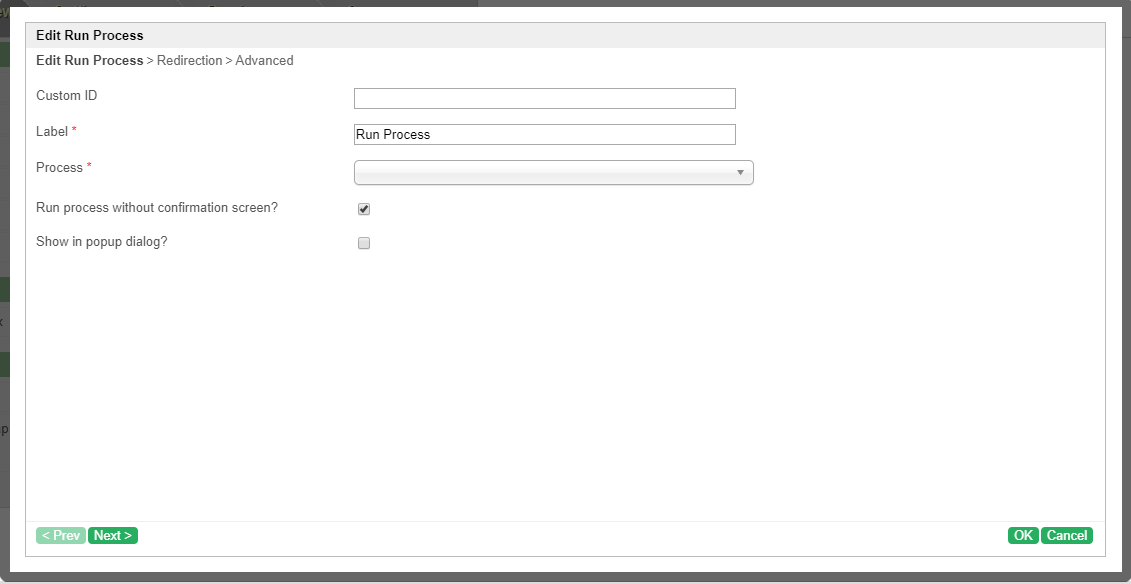 Edit Run Process
Edit Run Process > Redirection > Advanced
Custom ID
Label *
Run Process
Process *
Run process without confirmation screen?
Show in popup dialog?
< Prev Next > OK Cancel